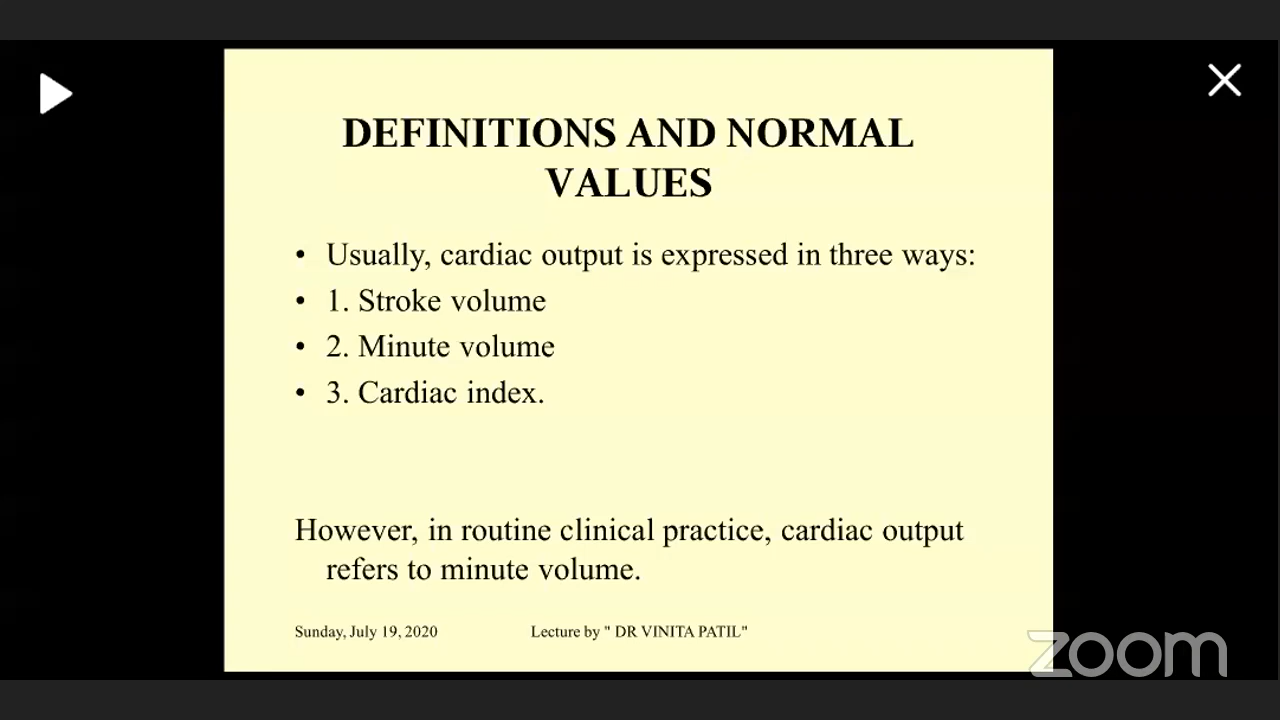 DEFINITIONS AND NORMAL
VALUES
• Usually, cardiac output is expressed in three ways:
• 1. Stroke volume
• 2. Minute volume
• 3. Cardiac index.
However, in routine clinical practice, cardiac output
refers to minute volume.
Sunday, July 19, 2020 Lecture by " DR VINITA PATIL"
zoom